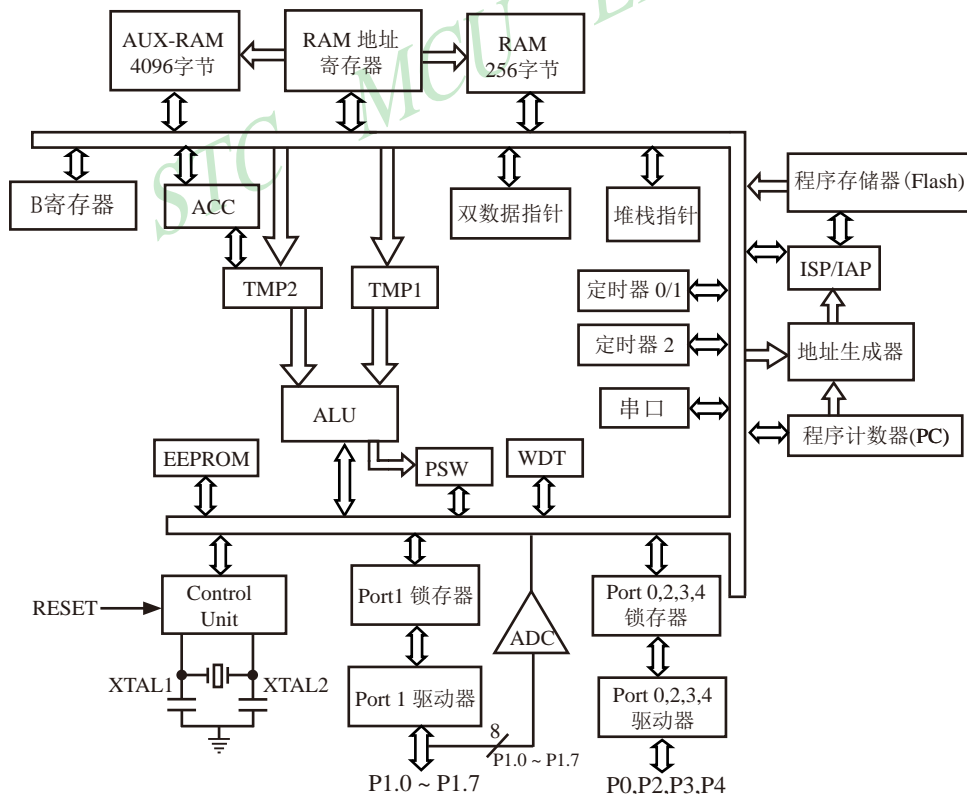 STC MCU
AUX-RAM
4096字节
RAM 地址
寄存器
RAM
256字节
B寄存器
ACC
双数据指针
堆栈指针
程序存储器(Flash)
ISP/IAP
TMP2
TMP1
定时器 0/1
定时器 2
地址生成器
ALU
串口
程序计数器(PC)
EEPROM
PSW
WDT
RESET
Control
Unit
Port1 锁存器
ADC
Port 0,2,3,4
锁存器
XTAL1
XTAL2
Port 1 驱动器
Port 0,2,3,4
驱动器
8
P1.0 ~ P1.7
P1.0 ~ P1.7
P0,P2,P3,P4